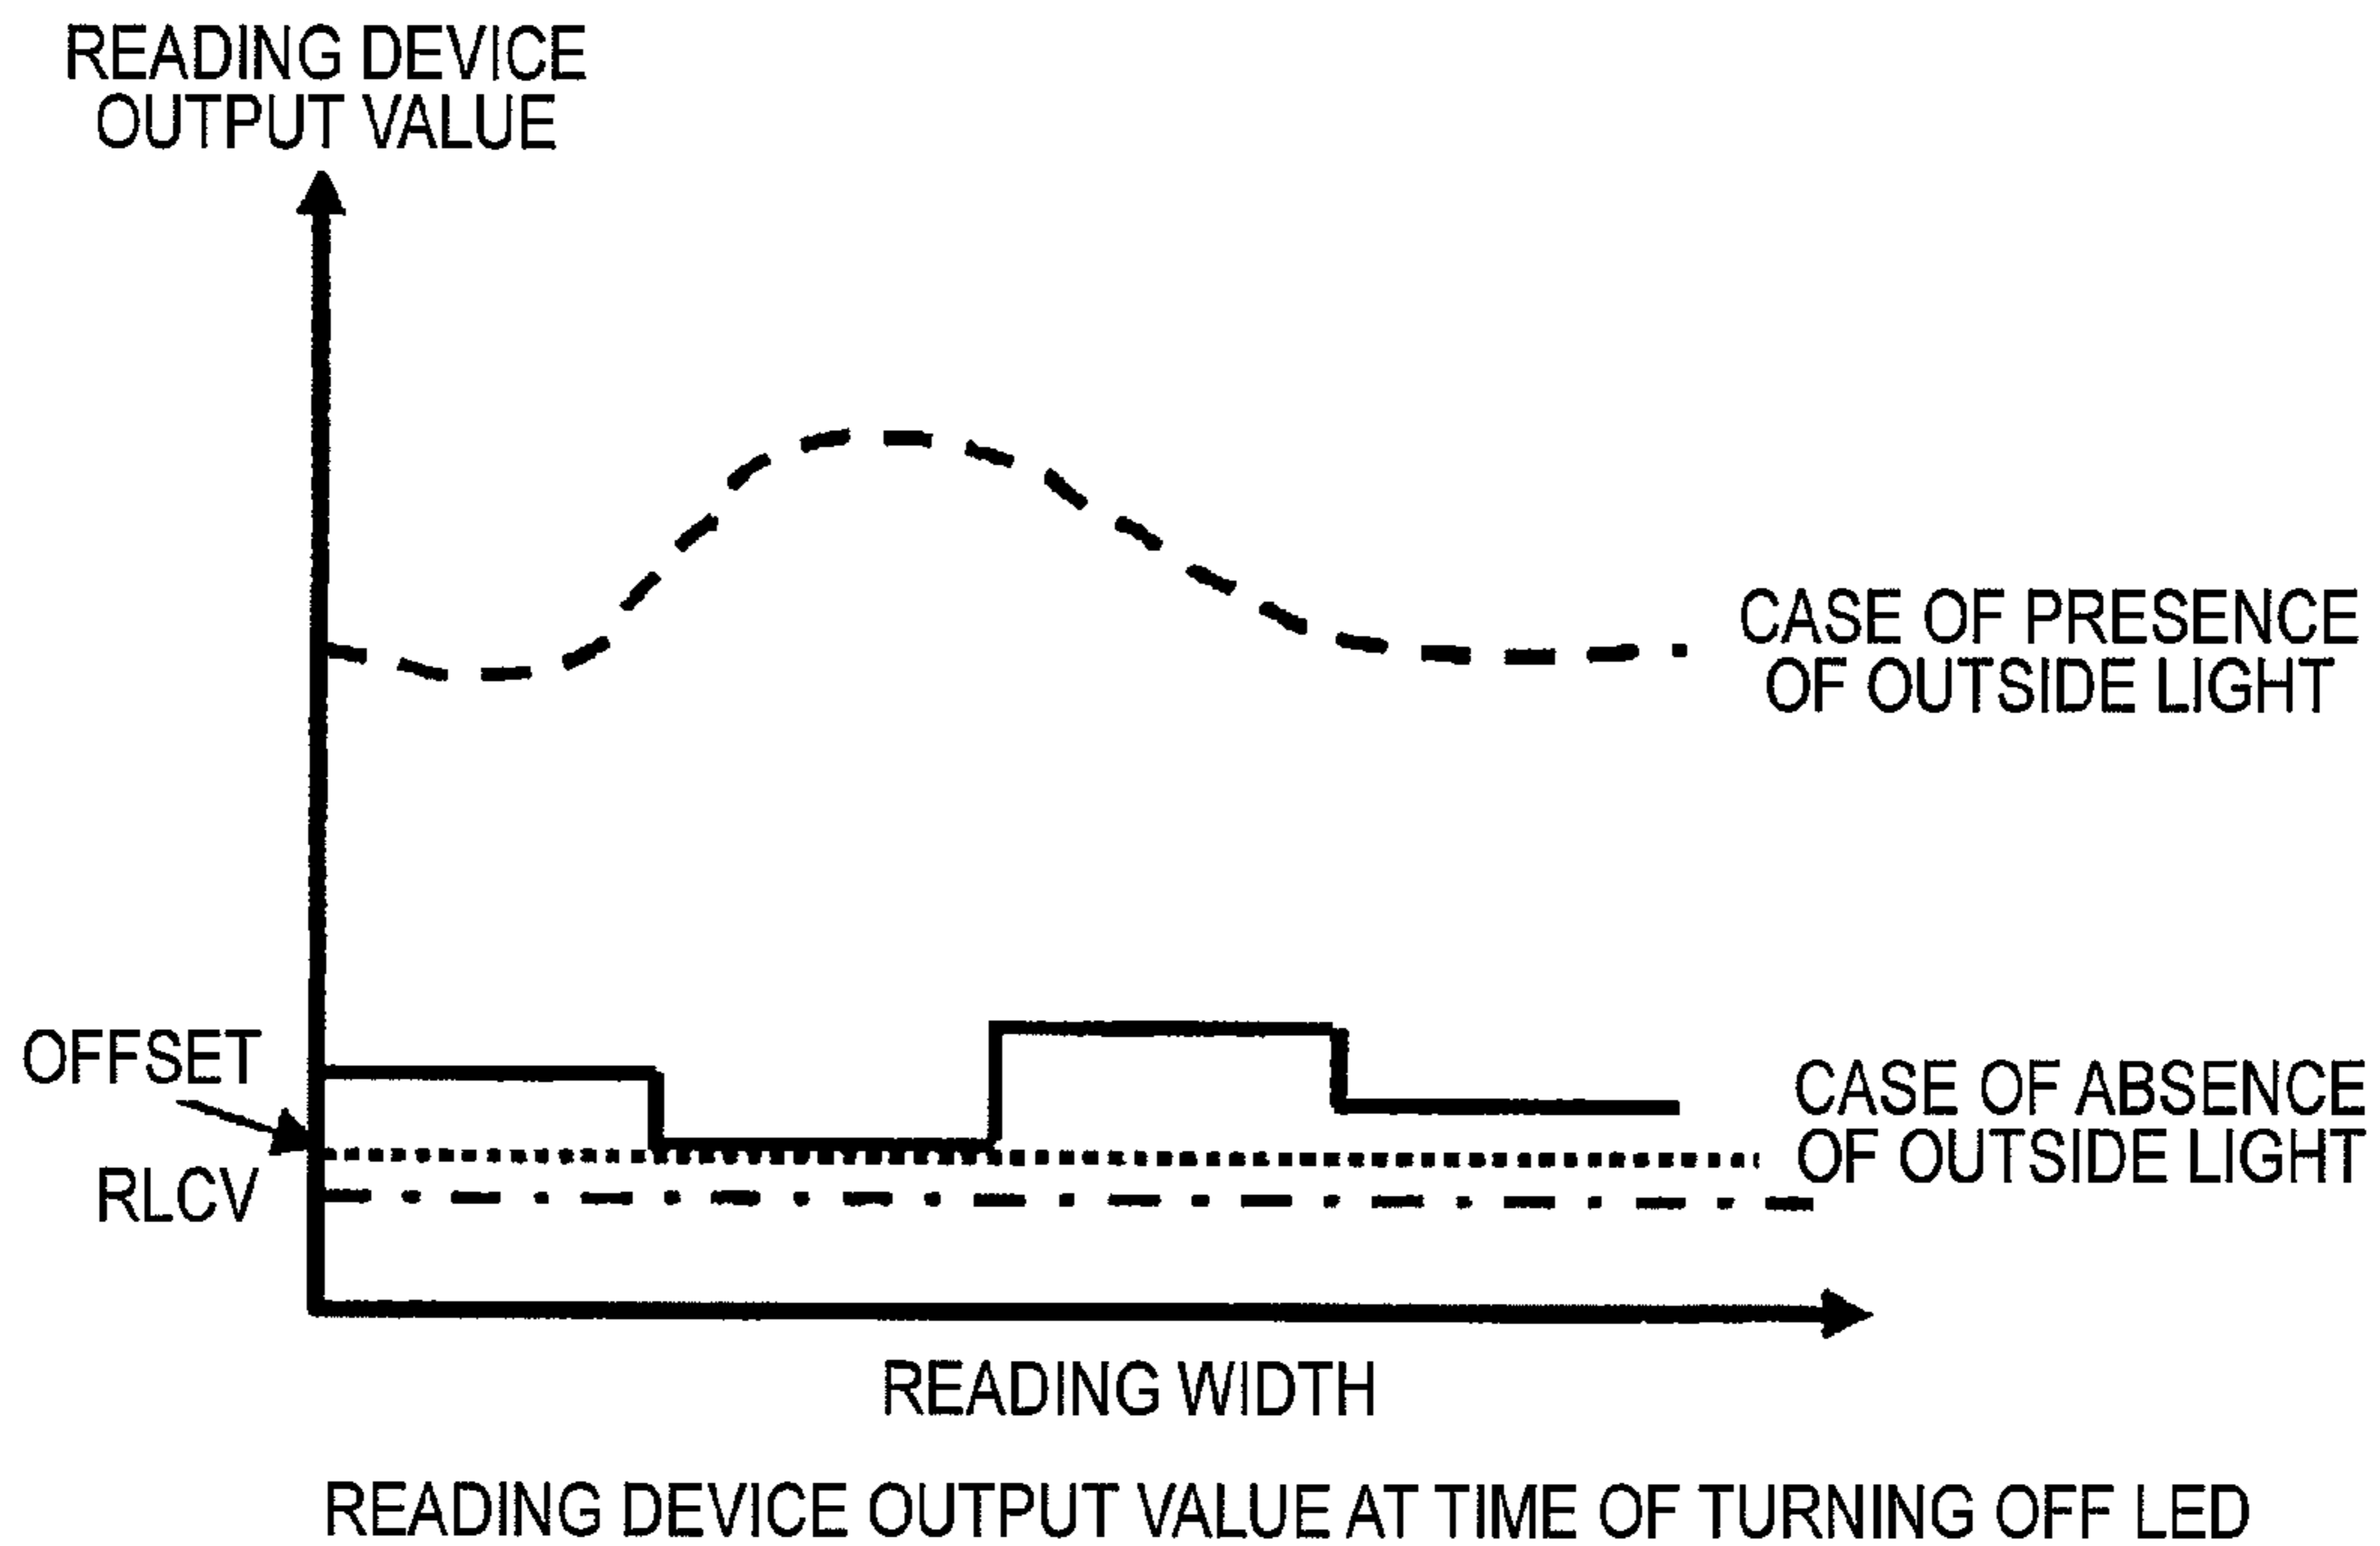 READING DEVICE
OUTPUT VALUE
CASE OF PRESENCE
OF OUTSIDE LIGHT
OFFSET
RLCV
CASE OF ABSENCE
OF OUTSIDE LIGHT
READING WIDTH
READING DEVICE OUTPUT VALUE AT TIME OF TURNING OFF LED